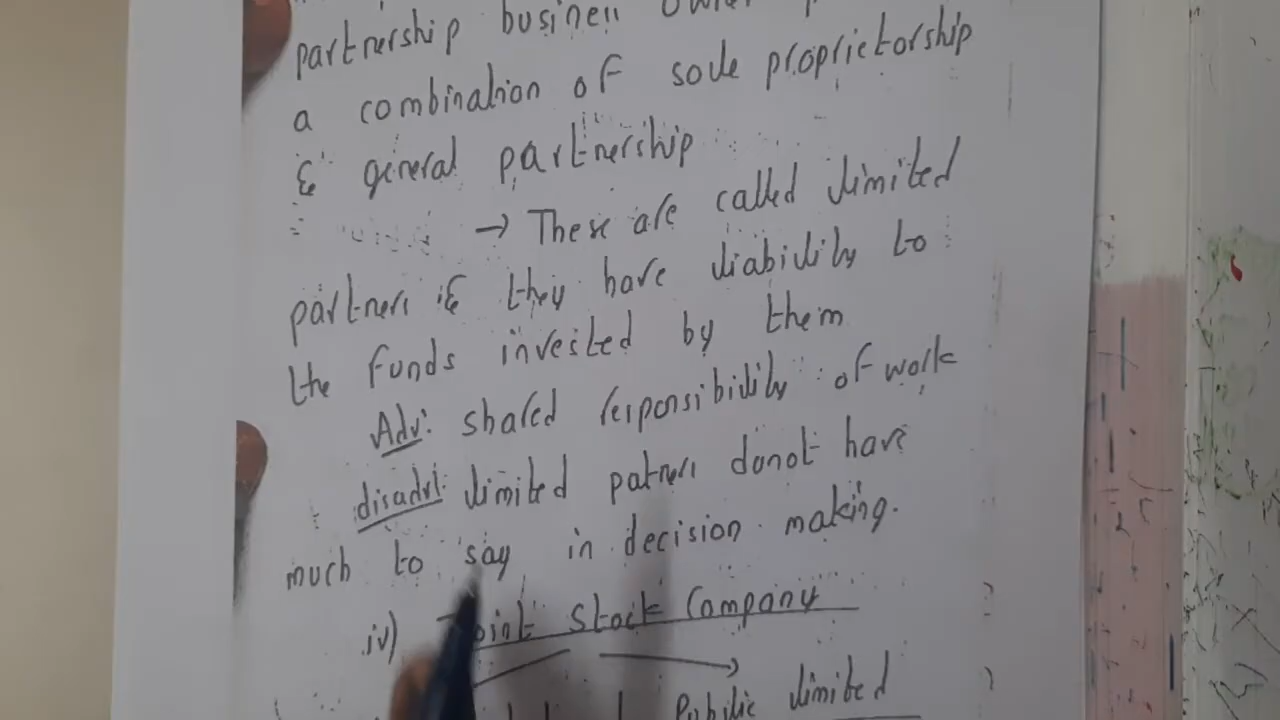 partnership business
a combination of sole proprietorship
& general partnership
→ These are called limited
partners if they have liability to
the funds invested by them
Adv: shared responsibility of work
disadv: limited patners donot have
much to say in decision making.
iv) Joint Stock Company
Public limited